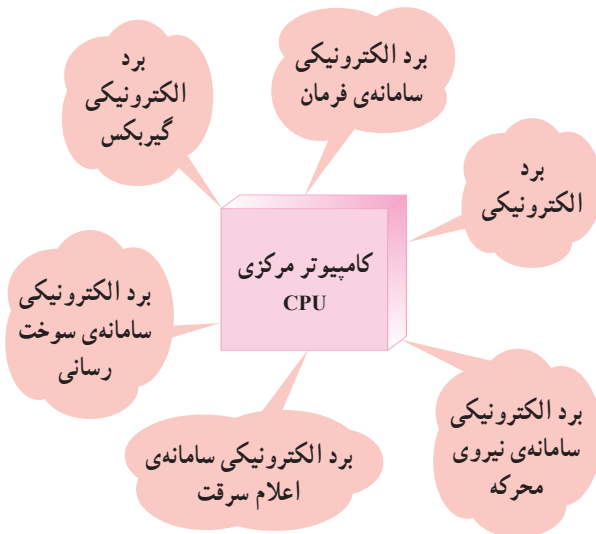 برد الکترونیکی
سامانه‌ی فرمان
برد
الکترونیکی
گیربکس
برد
الکترونیکی
کامپیوتر مرکزی
CPU
برد الکترونیکی
سامانه‌ی سوخت
رسانی
برد الکترونیکی
سامانه‌ی نیروی
محرکه
برد الکترونیکی سامانه‌ی
اعلام سرقت